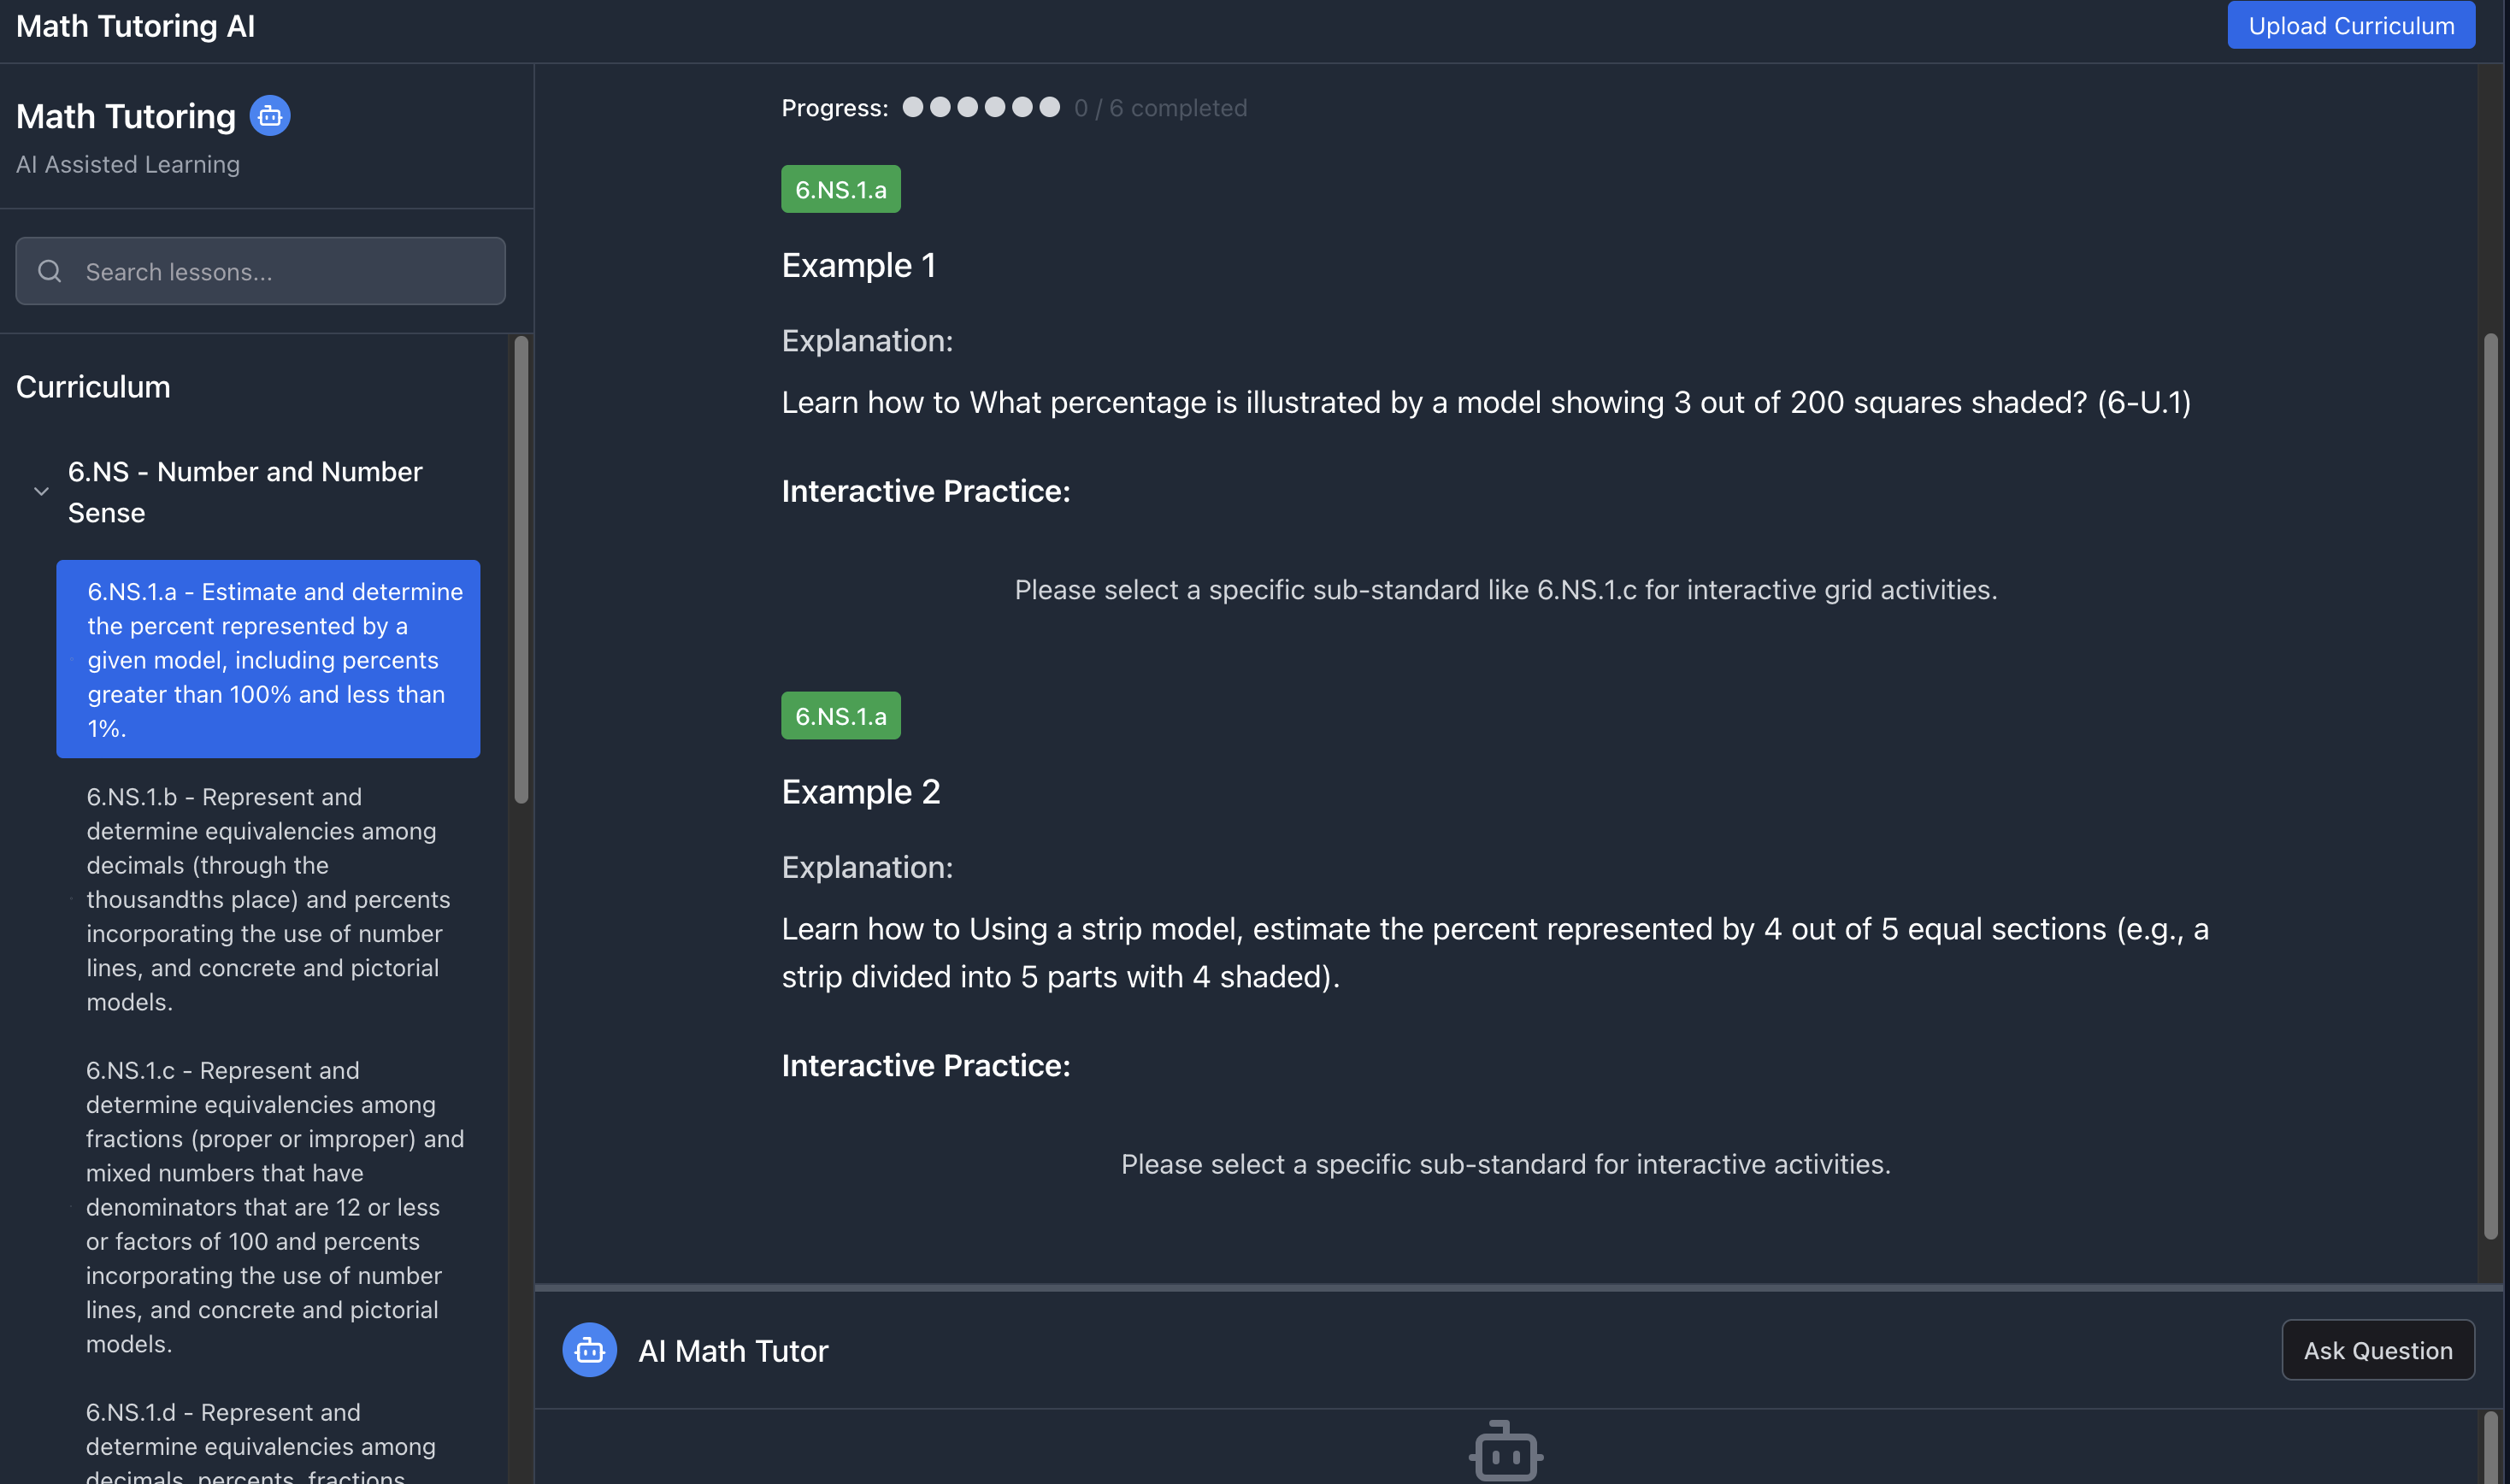 Math Tutoring AI
Upload Curriculum
Math Tutoring
AI Assisted Learning
Search lessons...
Curriculum
6.NS - Number and Number
Sense
6.NS.1.a - Estimate and determine
the percent represented by a
given model, including percents
greater than 100% and less than
1%.
6.NS.1.b - Represent and
determine equivalencies among
decimals (through the
thousandths place) and percents
incorporating the use of number
lines, and concrete and pictorial
models.
6.NS.1.c - Represent and
determine equivalencies among
fractions (proper or improper) and
mixed numbers that have
denominators that are 12 or less
or factors of 100 and percents
incorporating the use of number
lines, and concrete and pictorial
models.
6.NS.1.d - Represent and
determine equivalencies among
decimals, percents, fractions
Progress: 0 / 6 completed
6.NS.1.a
Example 1
Explanation:
Learn how to What percentage is illustrated by a model showing 3 out of 200 squares shaded? (6-U.1)
Interactive Practice:
Please select a specific sub-standard like 6.NS.1.c for interactive grid activities.
6.NS.1.a
Example 2
Explanation:
Learn how to Using a strip model, estimate the percent represented by 4 out of 5 equal sections (e.g., a
strip divided into 5 parts with 4 shaded).
Interactive Practice:
Please select a specific sub-standard for interactive activities.
AI Math Tutor
Ask Question